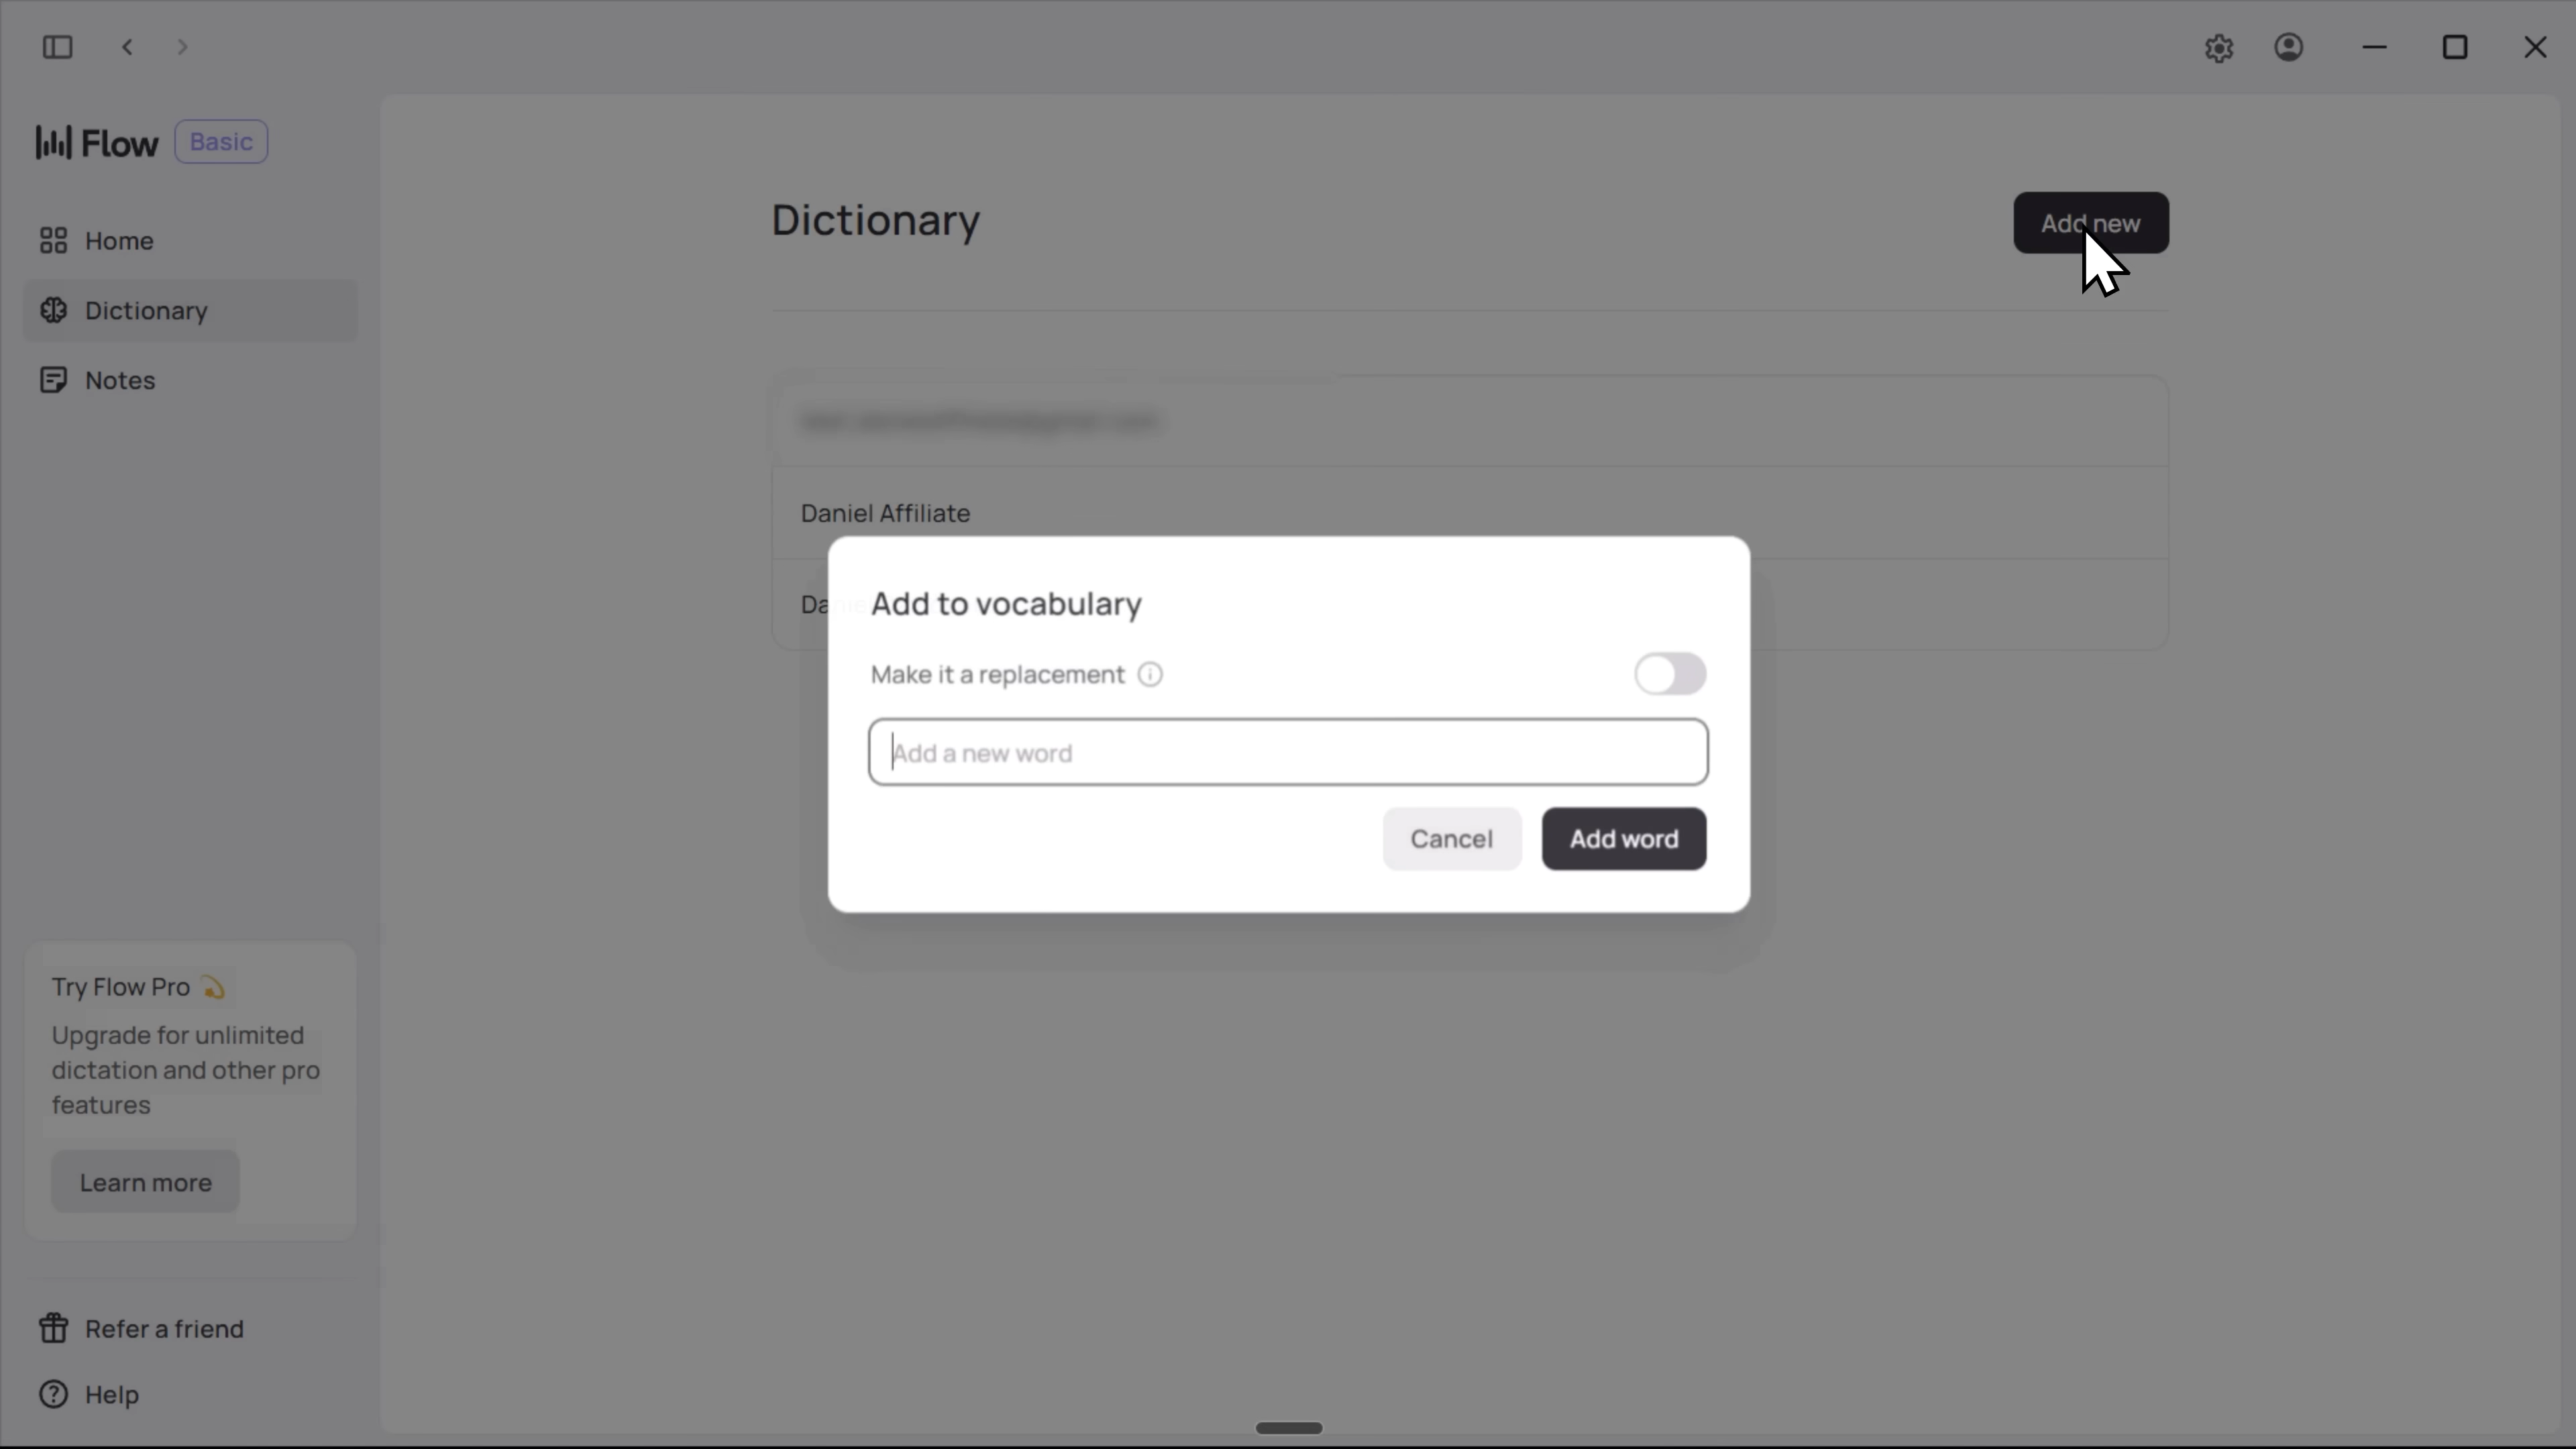 Flow Basic
Home
Dictionary
Notes
Try Flow Pro 💫
Upgrade for unlimited
dictation and other pro
features
Learn more
Refer a friend
Help
Dictionary
Add new
Daniel Affiliate
Add to vocabulary
Make it a replacement
Add a new word
Cancel
Add word